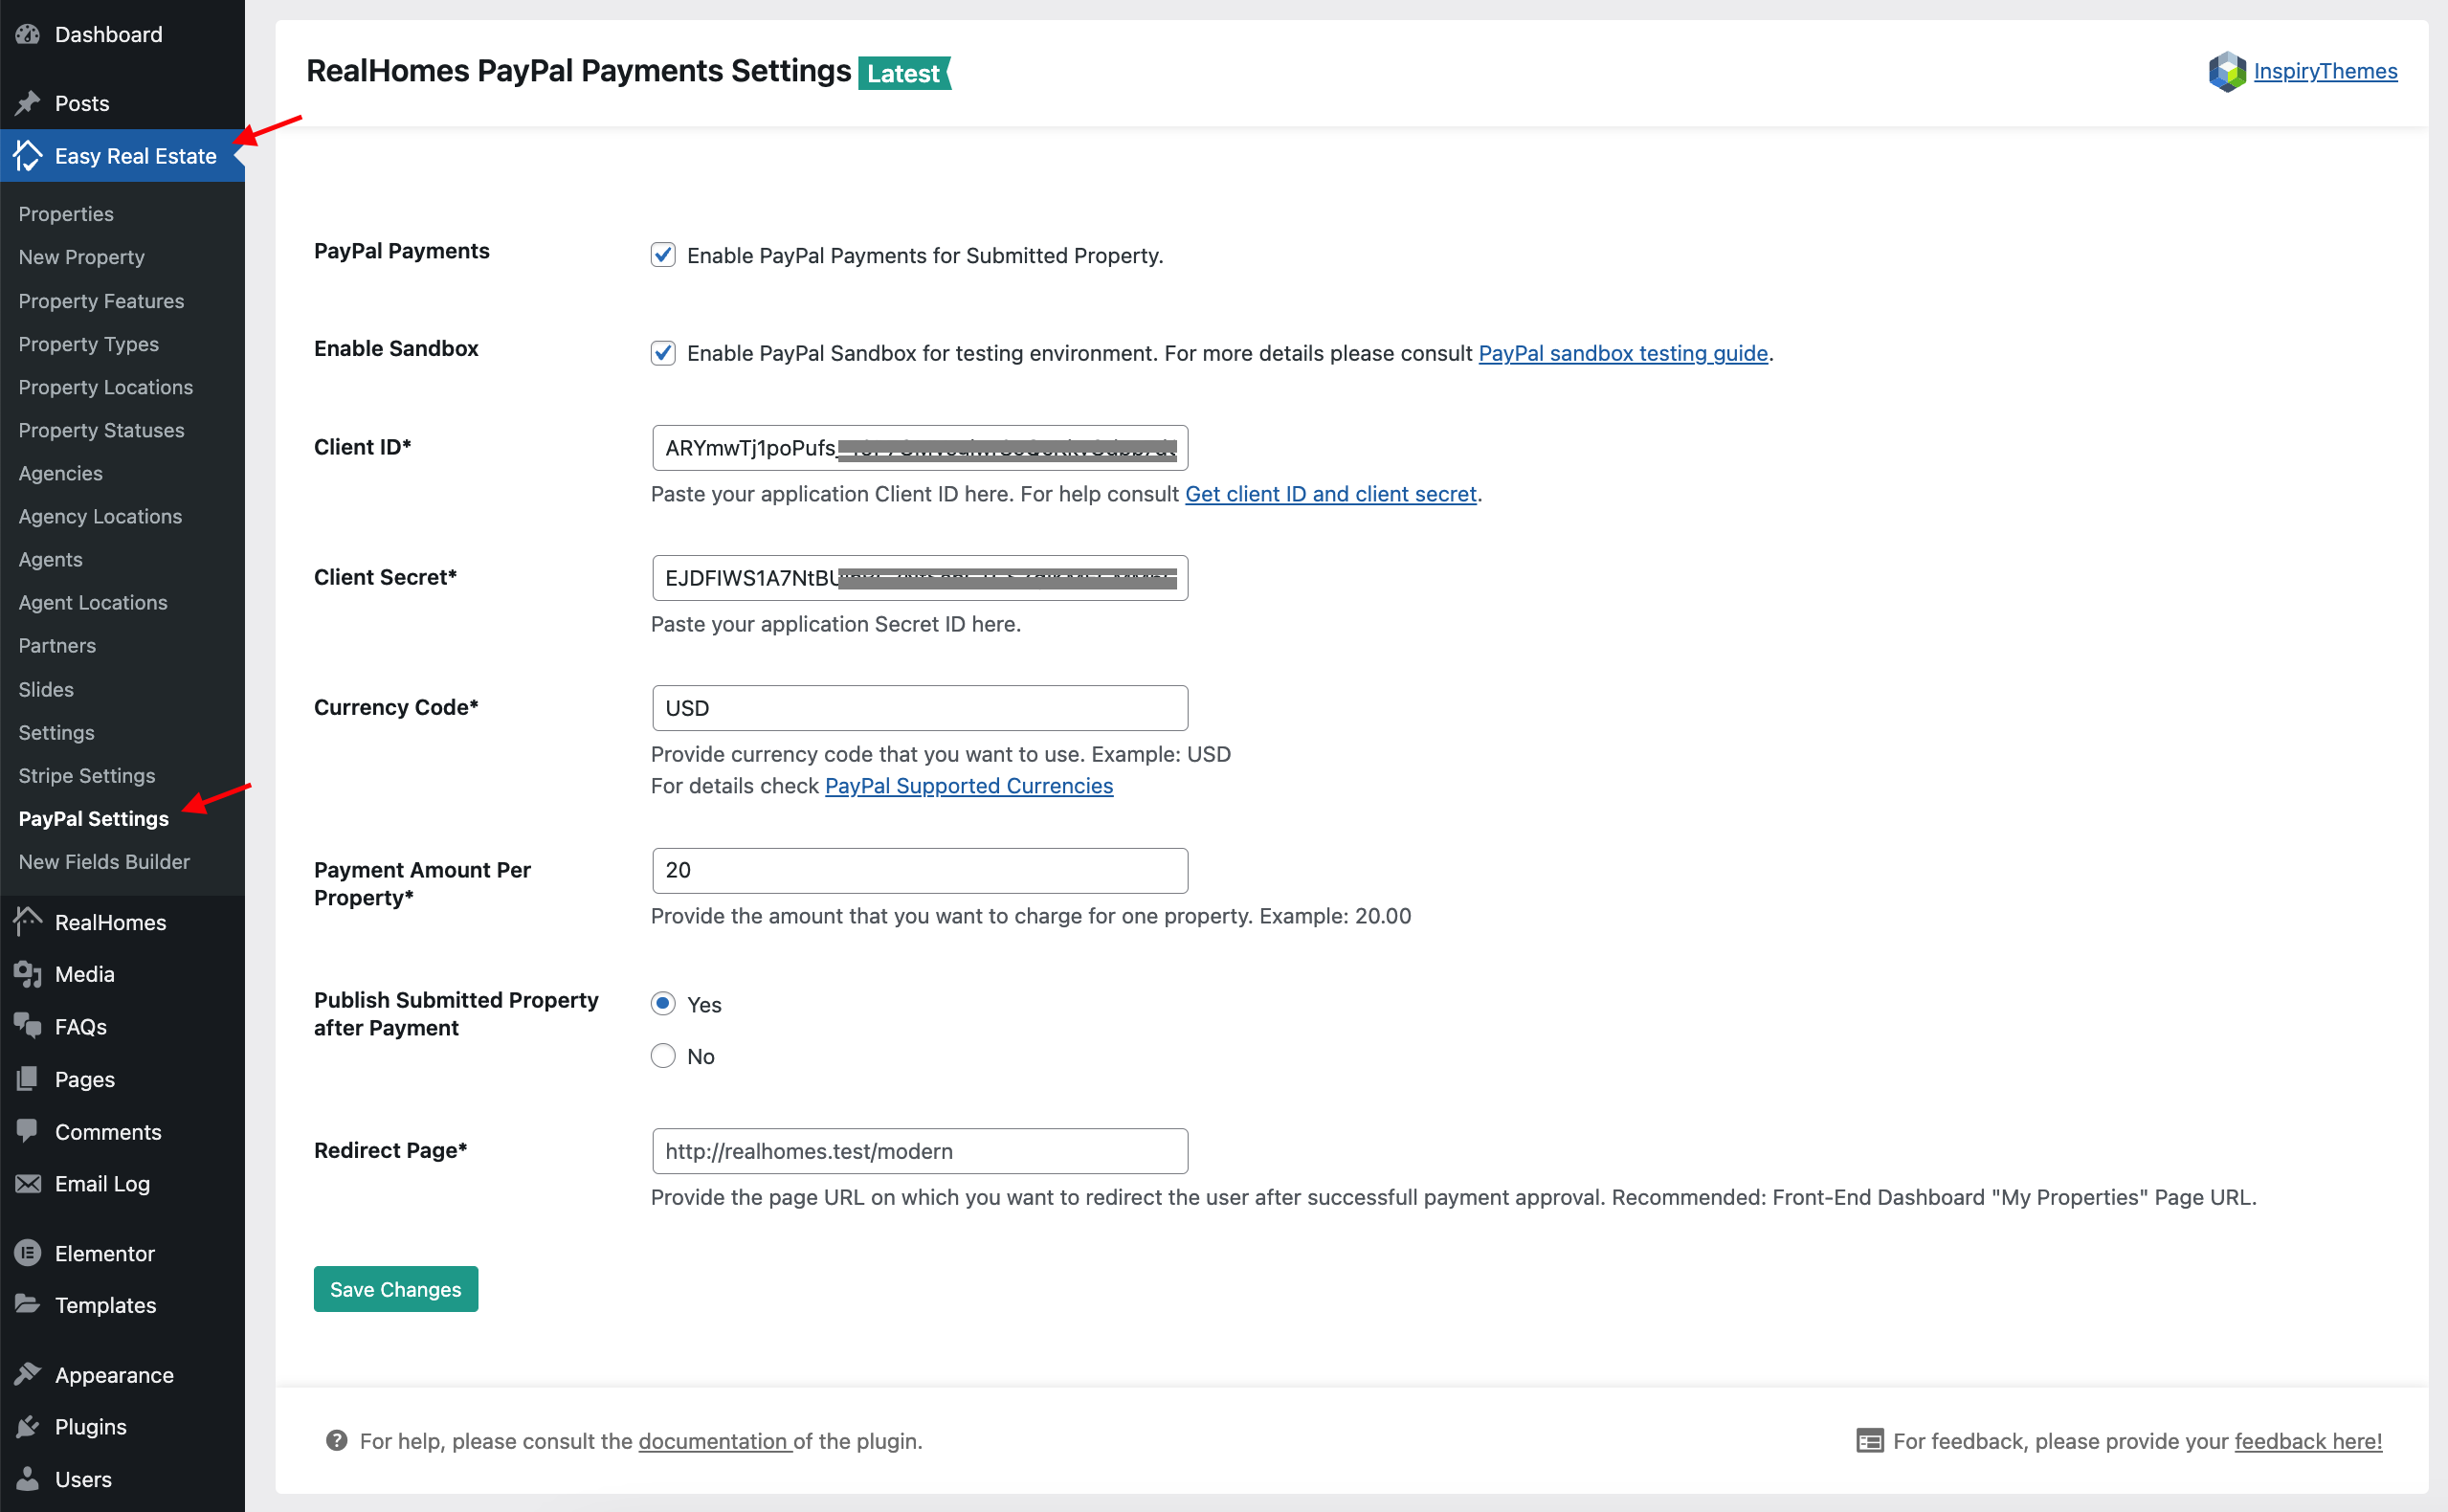 Dashboard
Posts
Easy Real Estate
Properties
New Property
Property Features
Property Types
Property Locations
Property Statuses
Agencies
Agency Locations
Agents
Agent Locations
Partners
Slides
Settings
Stripe Settings
PayPal Settings
New Fields Builder
RealHomes
Media
FAQs
Pages
Comments
Email Log
Elementor
Templates
Appearance
Plugins
Users
RealHomes PayPal Payments Settings Latest
InspiryThemes
PayPal Payments
Enable PayPal Payments for Submitted Property.
Enable Sandbox
Enable PayPal Sandbox for testing environment. For more details please consult PayPal sandbox testing guide.
Client ID*
Paste your application Client ID here. For help consult Get client ID and client secret.
Client Secret*
Paste your application Secret ID here.
Currency Code*
USD
Provide currency code that you want to use. Example: USD
For details check PayPal Supported Currencies
Payment Amount Per
Property*
20
Provide the amount that you want to charge for one property. Example: 20.00
Publish Submitted Property
after Payment
Yes
No
Redirect Page*
http://realhomes.test/modern
Provide the page URL on which you want to redirect the user after successfull payment approval. Recommended: Front-End Dashboard "My Properties" Page URL.
Save Changes
For help, please consult the documentation of the plugin.
For feedback, please provide your feedback here!